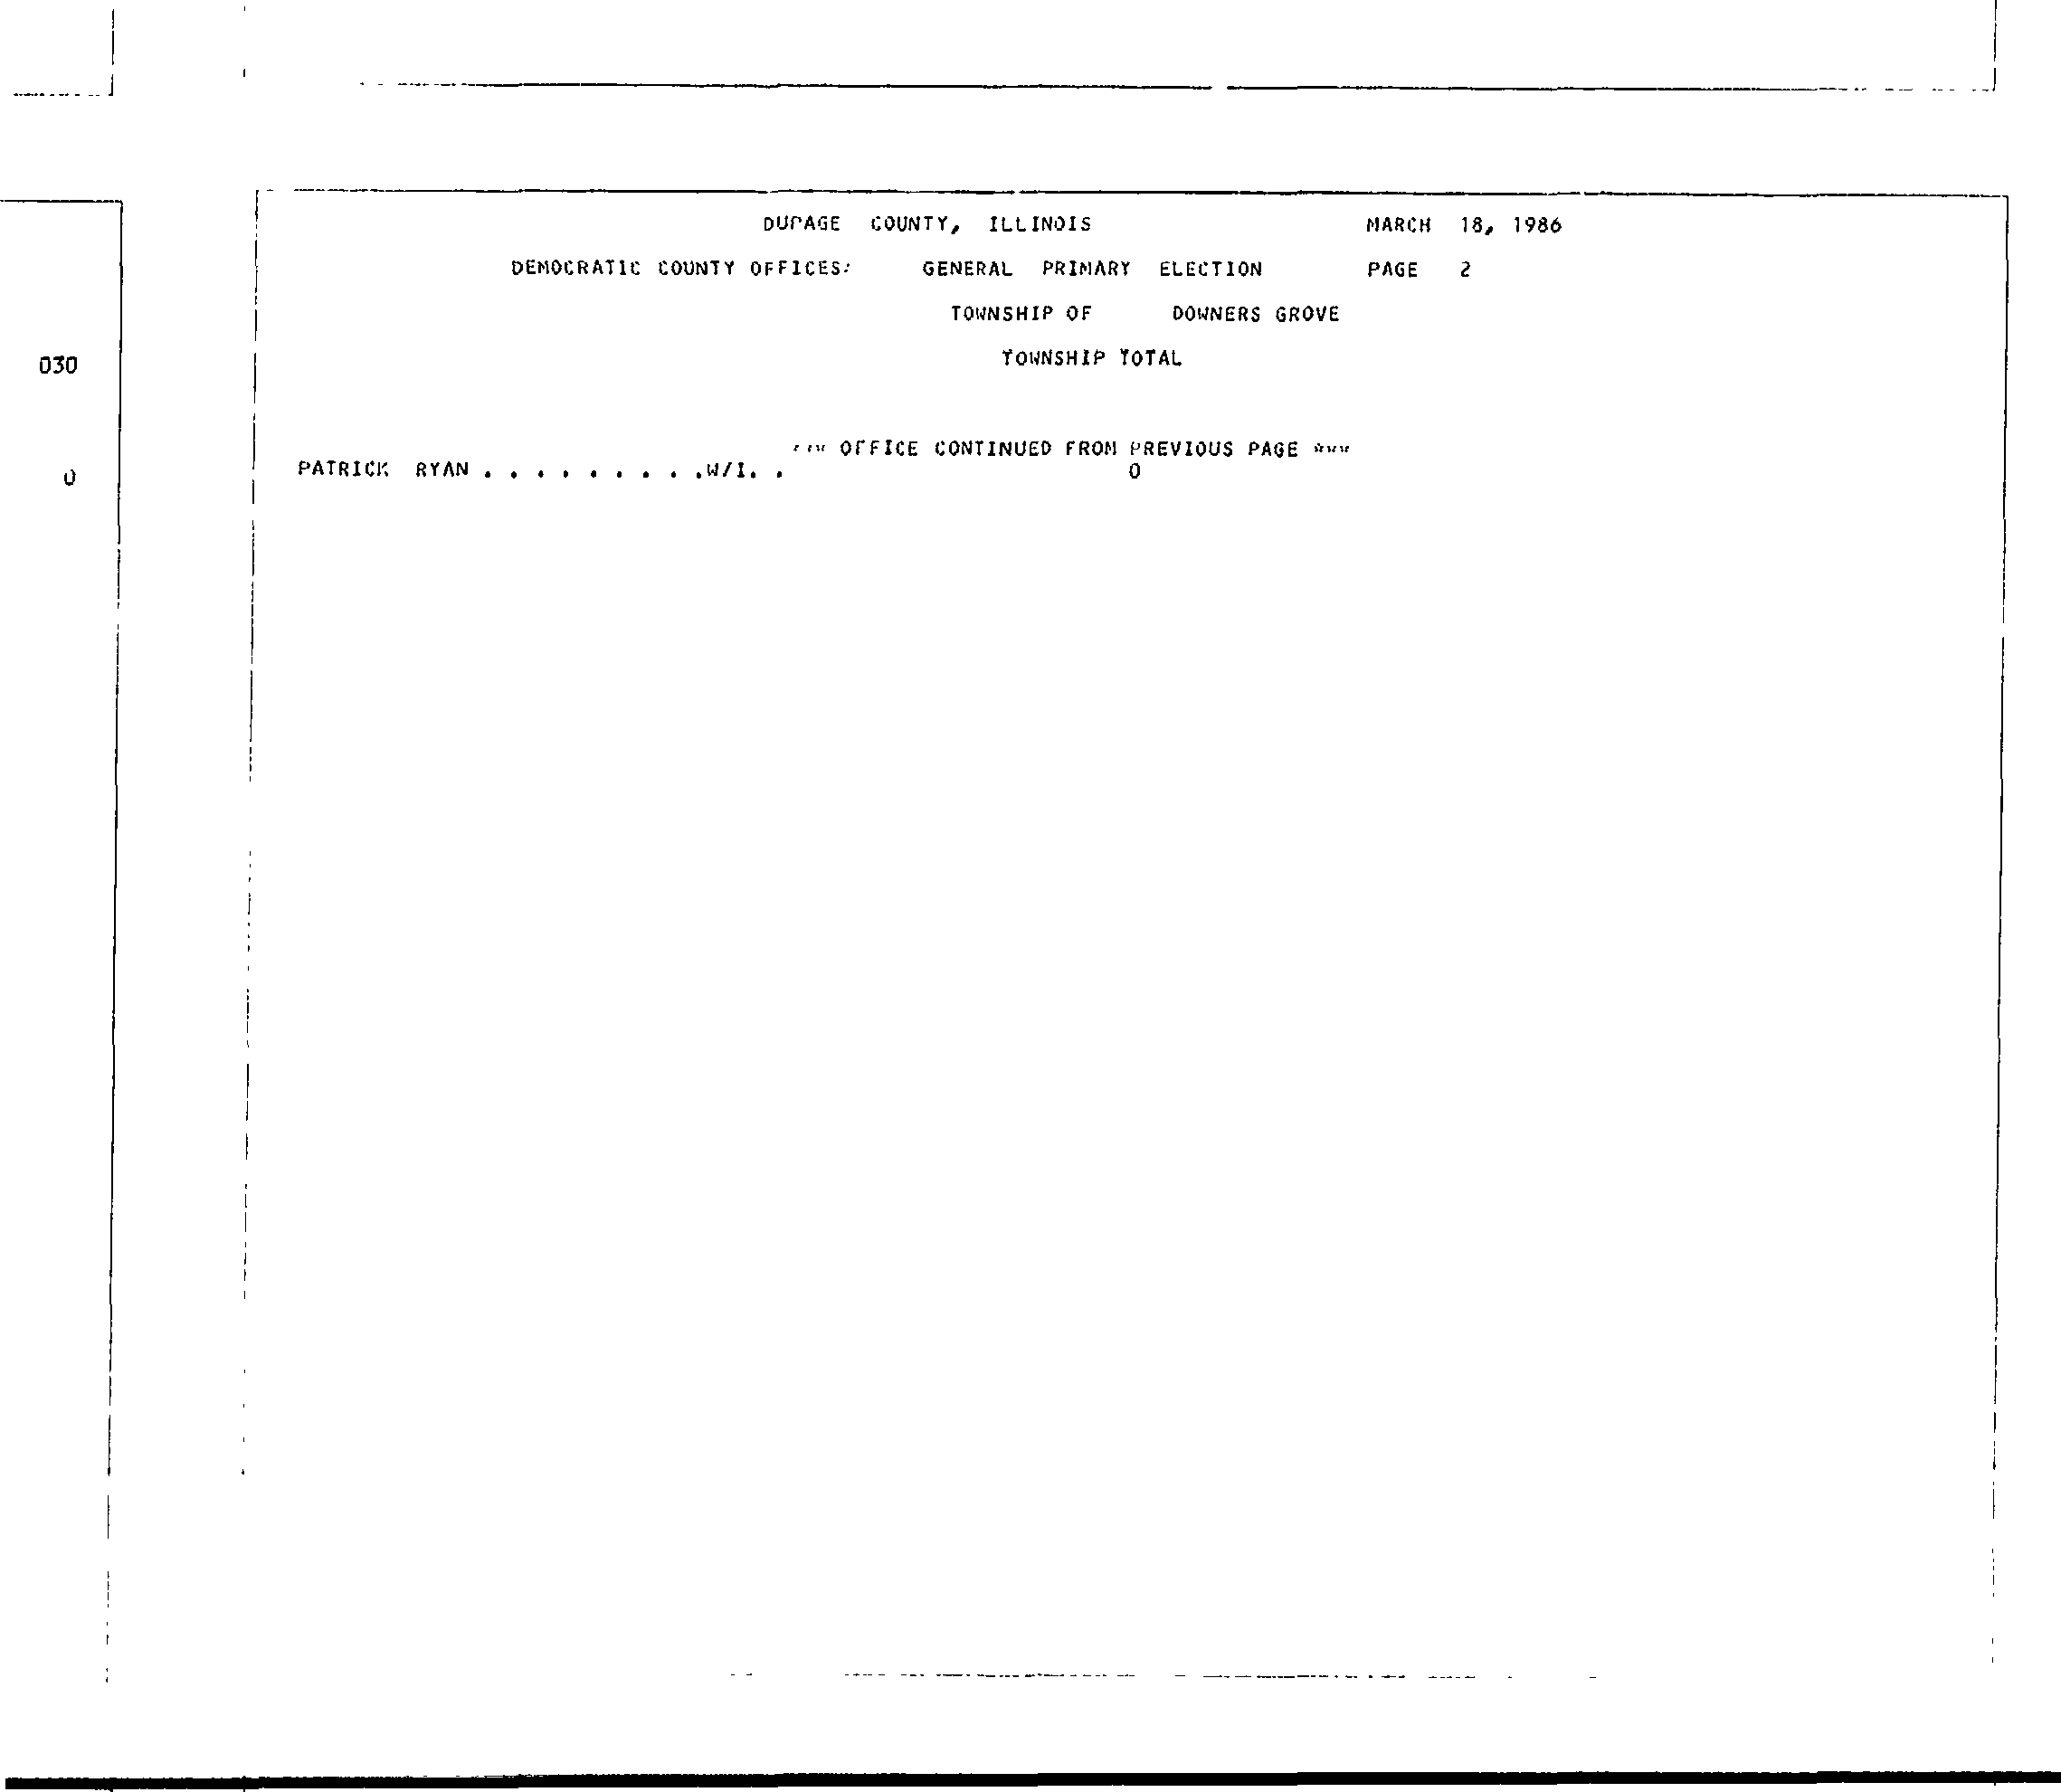 DUPAGE COUNTY, ILLINOIS MARCH 18, 1986
DEMOCRATIC COUNTY OFFICES: GENERAL PRIMARY ELECTION PAGE 2
TOWNSHIP OF DOWNERS GROVE
TOWNSHIP TOTAL
030
*** OFFICE CONTINUED FROM PREVIOUS PAGE ***
PATRICK RYAN . . . . . . . . .W/I. . 0
0